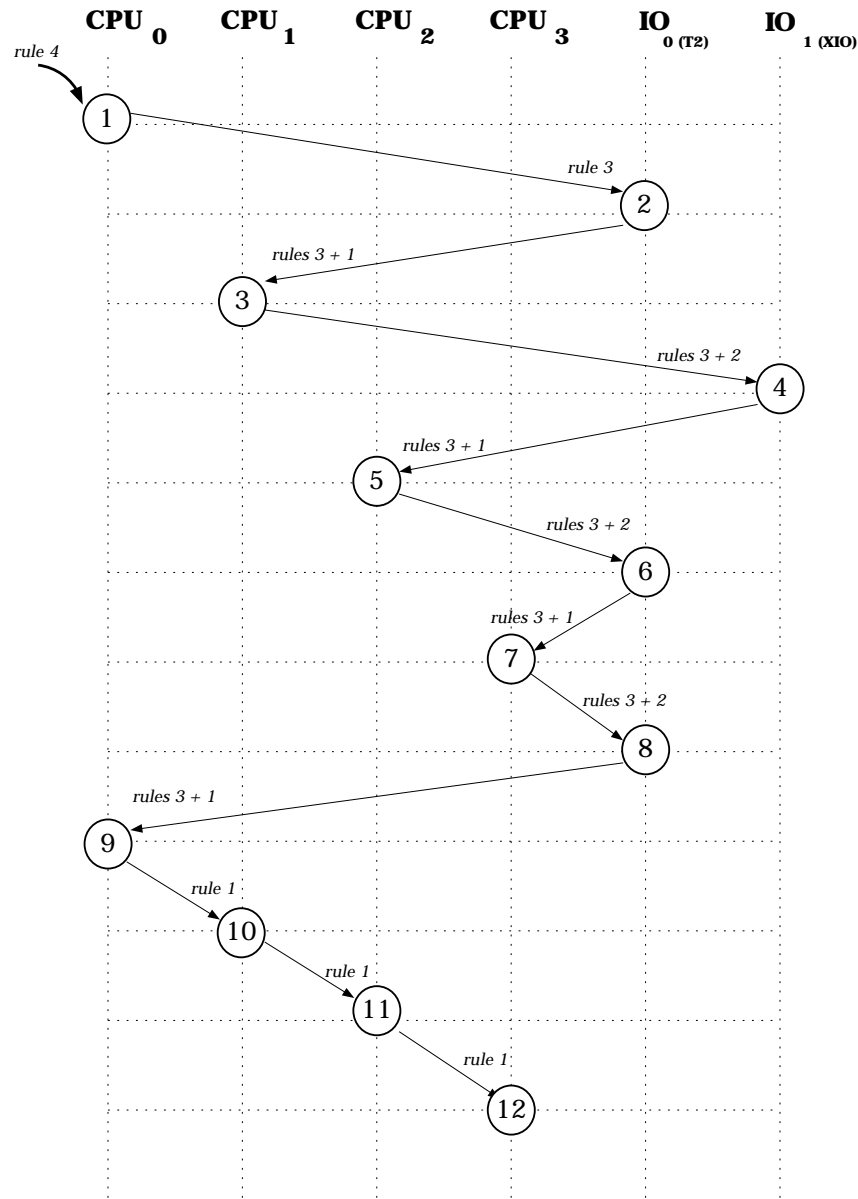 CPU 0 CPU 1 CPU 2 CPU 3 IO 0 (T2) IO 1 (XIO)
rule 4
1
rule 3
2
rules 3 + 1
3
rules 3 + 2
4
rules 3 + 1
5
rules 3 + 2
6
rules 3 + 1
7
rules 3 + 2
8
rules 3 + 1
9
rule 1
10
rule 1
11
rule 1
12